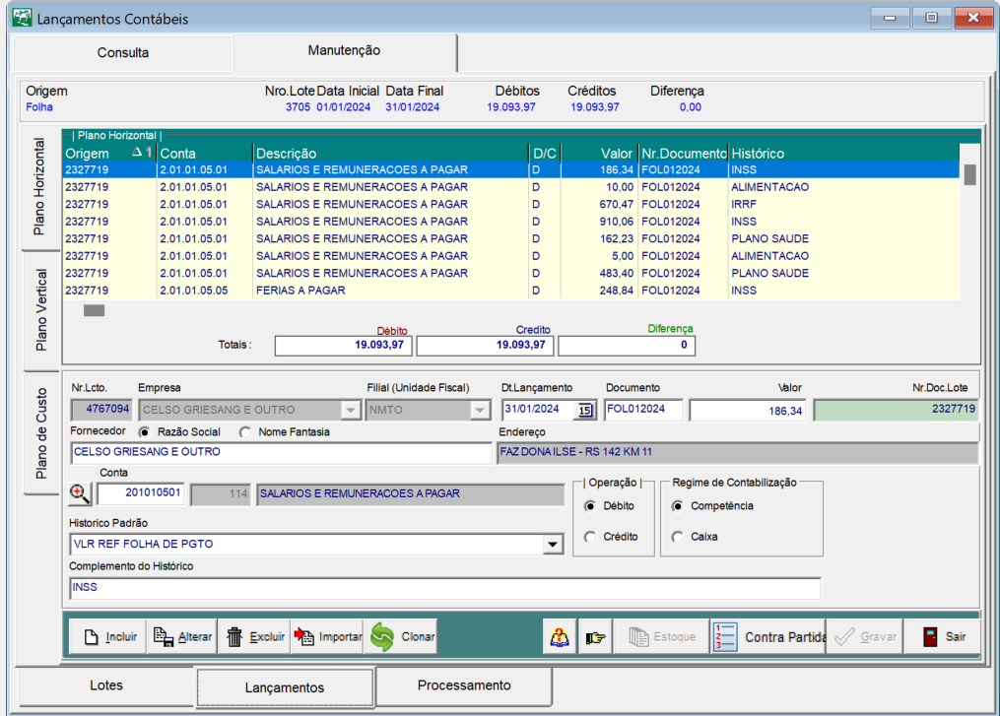 Lançamentos Contábeis
Consulta
Manutenção
Origem Nro.Lote Data Inicial Data Final Débitos Créditos Diferença
Folha 3705 01/01/2024 31/01/2024 19.093,97 19.093,97 0,00
Plano Horizontal
Plano Vertical
Plano de Custo
| Plano Horizontal |
Origem 1 Conta Descrição D/C Valor Nr.Documento Histórico
2327719 2.01.01.05.01 SALARIOS E REMUNERACOES A PAGAR D 186,34 FOL012024 INSS
2327719 2.01.01.05.01 SALARIOS E REMUNERACOES A PAGAR D 10,00 FOL012024 ALIMENTACAO
2327719 2.01.01.05.01 SALARIOS E REMUNERACOES A PAGAR D 670,47 FOL012024 IRRF
2327719 2.01.01.05.01 SALARIOS E REMUNERACOES A PAGAR D 910,06 FOL012024 INSS
2327719 2.01.01.05.01 SALARIOS E REMUNERACOES A PAGAR D 162,23 FOL012024 PLANO SAUDE
2327719 2.01.01.05.01 SALARIOS E REMUNERACOES A PAGAR D 5,00 FOL012024 ALIMENTACAO
2327719 2.01.01.05.01 SALARIOS E REMUNERACOES A PAGAR D 483,40 FOL012024 PLANO SAUDE
2327719 2.01.01.05.05 FERIAS A PAGAR D 248,84 FOL012024 INSS
Débito Credito Diferença
Totais : 19.093,97 19.093,97 0
Nr.Lcto. Empresa Filial (Unidade Fiscal) Dt.Lançamento Documento Valor Nr.Doc.Lote
4767094 CELSO GRIESANG E OUTRO NMTO 31/01/2024 15 FOL012024 186,34 2327719
Fornecedor Razão Social Nome Fantasia Endereço
CELSO GRIESANG E OUTRO FAZ DONA ILSE - RS 142 KM 11
Conta | Operação | Regime de Contabilização
201010501 114 SALARIOS E REMUNERACOES A PAGAR Débito Competência
Historico Padrão
VLR REF FOLHA DE PGTO Crédito Caixa
Complemento do Histórico
INSS
Incluir Alterar Excluir Importar Clonar Estoque Contra Partida Gravar Sair
Lotes Lançamentos Processamento